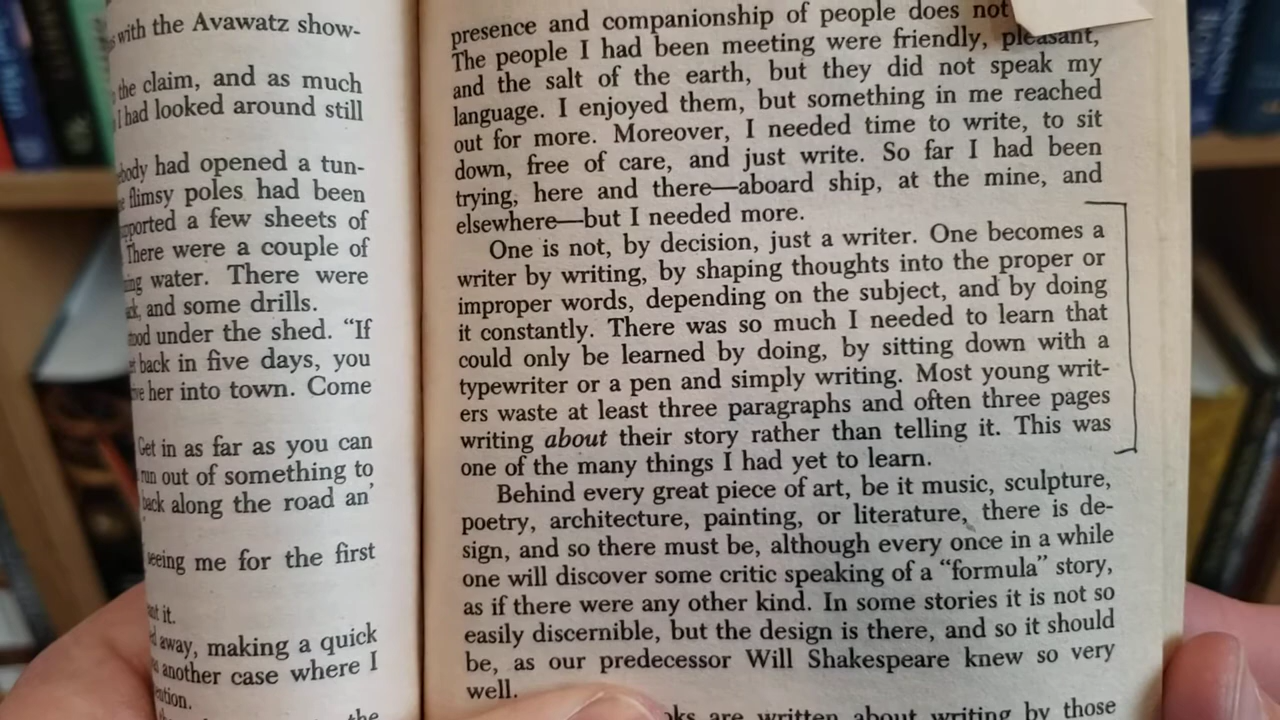 with the Avawatz show-
the claim, and as much
I had looked around still
had opened a tun-
flimsy poles had been
a few sheets of
There were a couple of
water. There were
and some drills.
under the shed. “If
back in five days, you
her into town. Come
Get in as far as you can
run out of something to
back along the road an’
seeing me for the first
it.
away, making a quick
another case where I
the
presence and companionship of people does not
The people I had been meeting were friendly, pleasant,
and the salt of the earth, but they did not speak my
language. I enjoyed them, but something in me reached
out for more. Moreover, I needed time to write, to sit
down, free of care, and just write. So far I had been
trying, here and there—aboard ship, at the mine, and
elsewhere—but I needed more.
One is not, by decision, just a writer. One becomes a
writer by writing, by shaping thoughts into the proper or
improper words, depending on the subject, and by doing
it constantly. There was so much I needed to learn that
could only be learned by doing, by sitting down with a
typewriter or a pen and simply writing. Most young writ-
ers waste at least three paragraphs and often three pages
writing about their story rather than telling it. This was
one of the many things I had yet to learn.
Behind every great piece of art, be it music, sculpture,
poetry, architecture, painting, or literature, there is de-
sign, and so there must be, although every once in a while
one will discover some critic speaking of a “formula” story,
as if there were any other kind. In some stories it is not so
easily discernible, but the design is there, and so it should
be, as our predecessor Will Shakespeare knew so very
well.
are written about writing by those